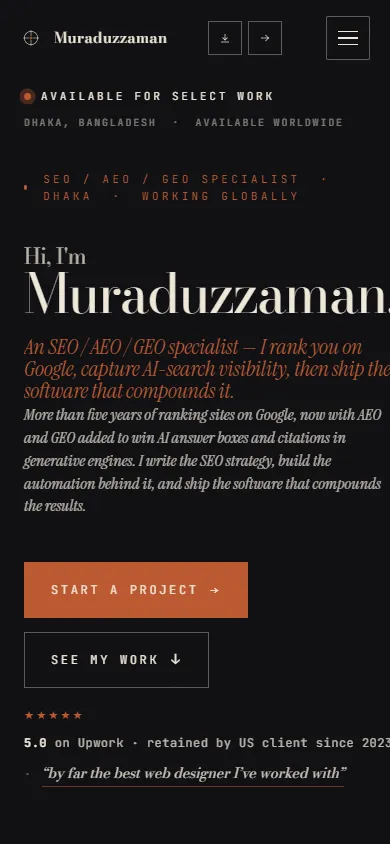 Muraduzzaman
AVAILABLE FOR SELECT WORK
DHAKA, BANGLADESH · AVAILABLE WORLDWIDE
SEO / AEO / GEO SPECIALIST ·
DHAKA · WORKING GLOBALLY
Hi, I'm
Muraduzzaman.
An SEO / AEO / GEO specialist — I rank you on
Google, capture AI-search visibility, then ship the
software that compounds it.
More than five years of ranking sites on Google, now with AEO
and GEO added to win AI answer boxes and citations in
generative engines. I write the SEO strategy, build the
automation behind it, and ship the software that compounds
the results.
START A PROJECT →
SEE MY WORK ↓
★★★★★
5.0 on Upwork · retained by US client since 2023
· “by far the best web designer I’ve worked with”